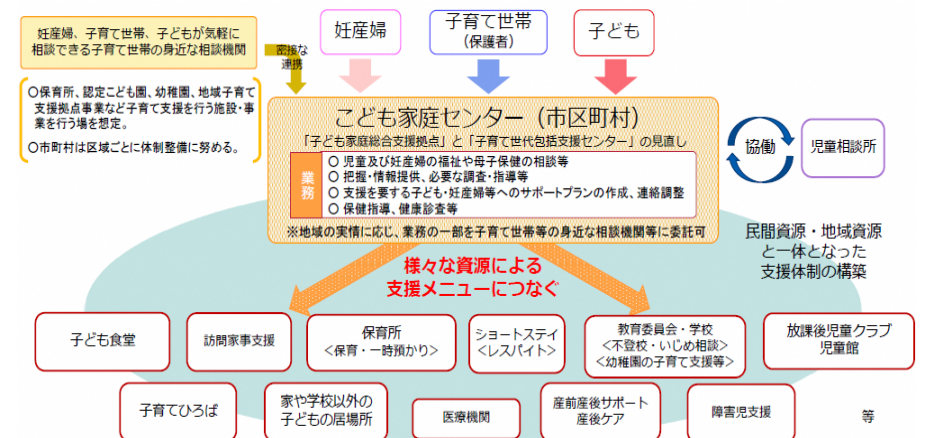 妊産婦、子育て世帯、子どもが気軽に
相談できる子育て世帯の身近な相談機関
密接な
連携
妊産婦
子育て世帯
（保護者）
子ども
〇保育所、認定こども園、幼稚園、地域子育て
支援拠点事業など子育て支援を行う施設・事
業を行う場を想定。
〇市町村は区域ごとに体制整備に努める。
こども家庭センター（市区町村）
「子ども家庭総合支援拠点」と「子育て世代包括支援センター」の見直し
業務
〇 児童及び妊産婦の福祉や母子保健の相談等
〇 把握・情報提供、必要な調査・指導等
〇 支援を要する子ども・妊産婦等へのサポートプランの作成、連絡調整
〇 保健指導、健康診査等
※地域の実情に応じ、業務の一部を子育て世帯等の身近な相談機関等に委託可
協働
児童相談所
民間資源・地域資源
と一体となった
支援体制の構築
様々な資源による
支援メニューにつなぐ
子ども食堂
訪問家事支援
保育所
＜保育・一時預かり＞
ショートステイ
＜レスパイト＞
教育委員会・学校
＜不登校・いじめ相談＞
＜幼稚園の子育て支援等＞
放課後児童クラブ
児童館
子育てひろば
家や学校以外の
子どもの居場所
医療機関
産前産後サポート
産後ケア
障害児支援
等